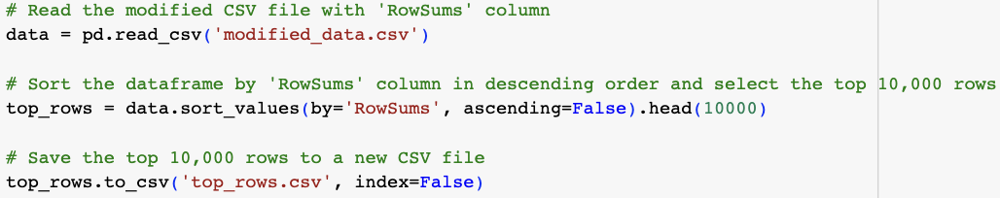 # Read the modified CSV file with 'RowSums' column
data = pd.read_csv('modified_data.csv')
# Sort the dataframe by 'RowSums' column in descending order and select the top 10,000 rows
top_rows = data.sort_values(by='RowSums', ascending=False).head(10000)
# Save the top 10,000 rows to a new CSV file
top_rows.to_csv('top_rows.csv', index=False)